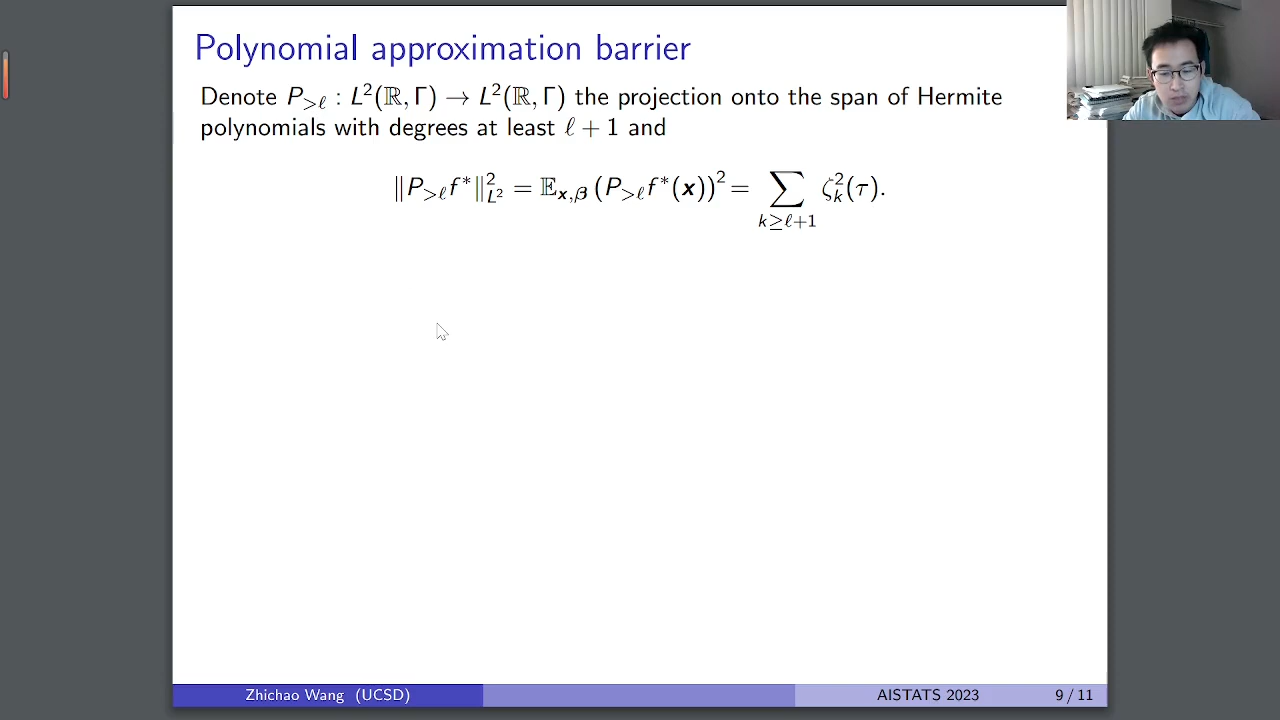 Polynomial approximation barrier
Denote P_{>ℓ} : L²(ℝ, Γ) → L²(ℝ, Γ) the projection onto the span of Hermite
polynomials with degrees at least ℓ + 1 and
‖P_{>ℓ}f*‖²_{L²} = 𝔼_{x,β} (P_{>ℓ}f*(x))² = ∑_{k≥ℓ+1} ζ²_k(τ).
Zhichao Wang (UCSD) AISTATS 2023 9 / 11